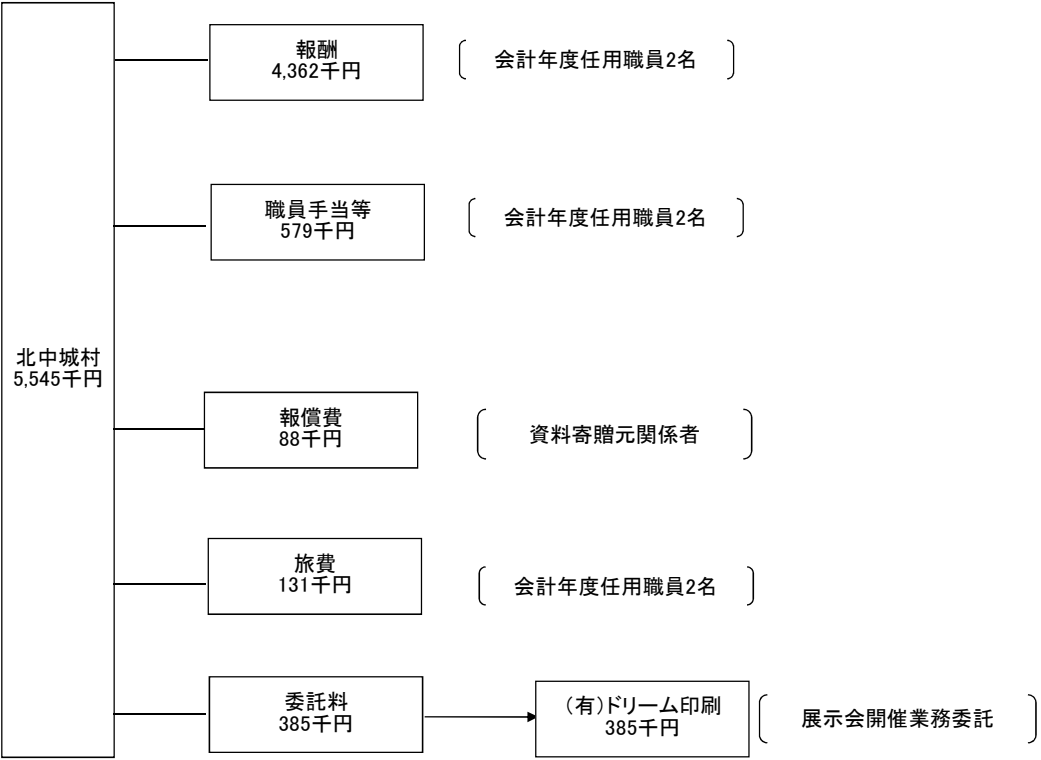 報酬
4,362千円
会計年度任用職員2名
職員手当等
579千円
会計年度任用職員2名
北中城村
5,545千円
報償費
88千円
資料寄贈元関係者
旅費
131千円
会計年度任用職員2名
委託料
385千円
（有）ドリーム印刷
385千円
展示会開催業務委託